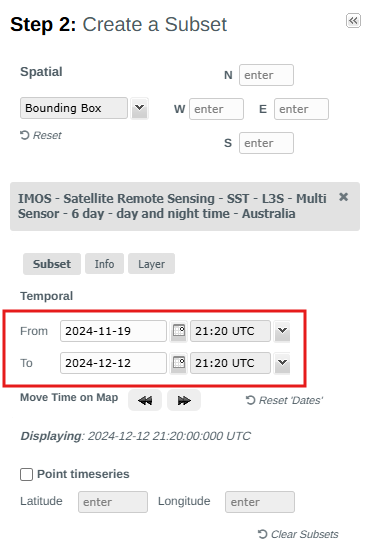 Step 2: Create a Subset
Spatial
N enter
Bounding Box W enter E enter
Reset
S enter
IMOS - Satellite Remote Sensing - SST - L3S - Multi
Sensor - 6 day - day and night time - Australia
Subset Info Layer
Temporal
From 2024-11-19 21:20 UTC
To 2024-12-12 21:20 UTC
Move Time on Map Reset 'Dates'
Displaying: 2024-12-12 21:20:00:000 UTC
Point timeseries
Latitude enter Longitude enter
Clear Subsets